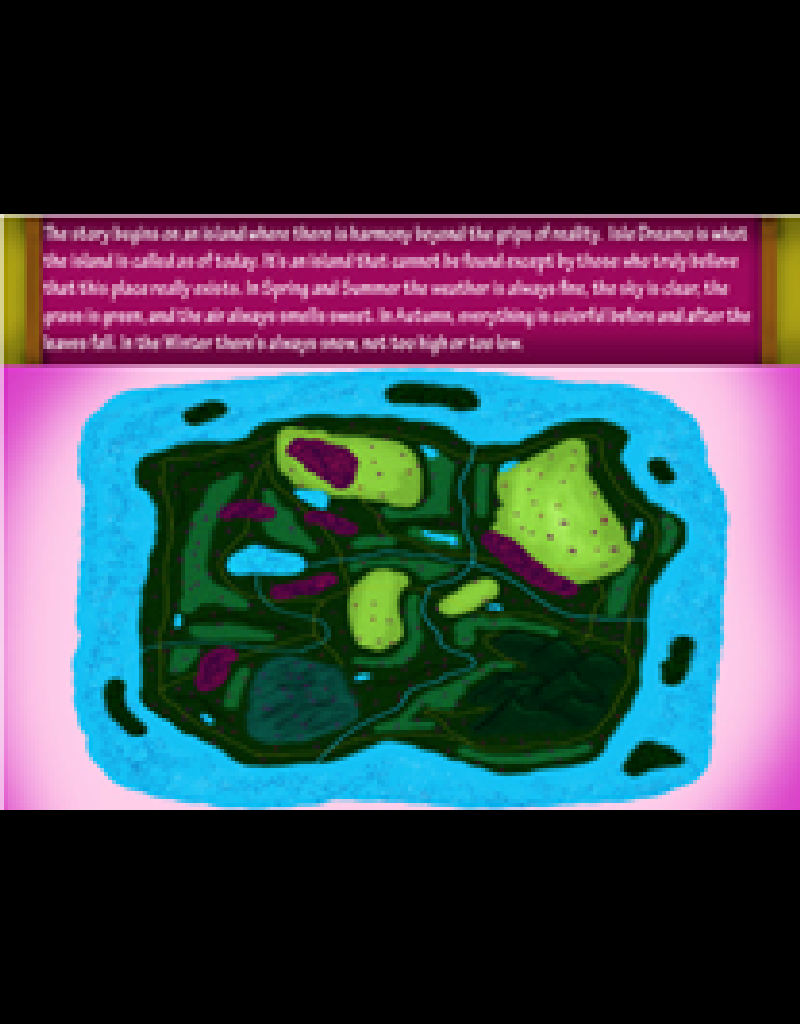 The story begins on an island where there is harmony beyond the grips of reality. Isle Dreams is what
the island is called as of today. It's an island that cannot be found except by those who truly believe
that this place really exists. In Spring and Summer the weather is always fine, the sky is clear, the
grass is green, and the air always smells sweet. In Autumn, everything is colorful before and after the
leaves fall. In the Winter there's always snow, not too high or too low.